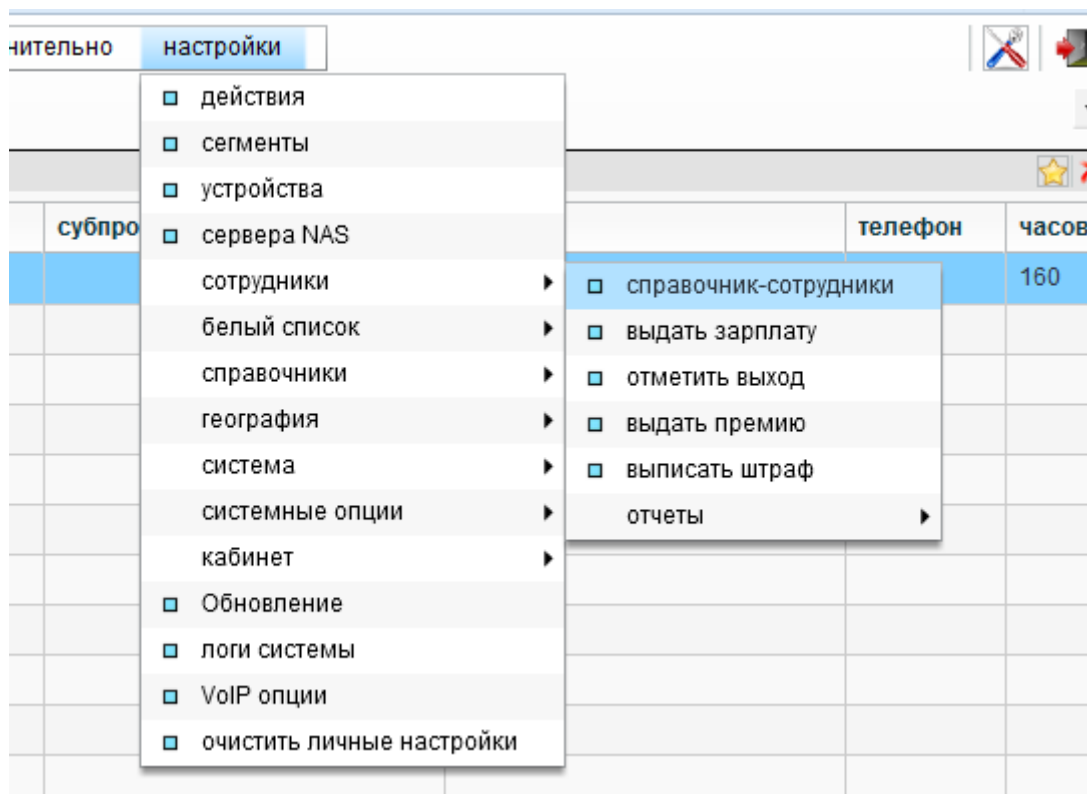 нительно настройки
действия
сегменты
устройства
субпро сервера NAS телефон часов
сотрудники справочник-сотрудники 160
белый список выдать зарплату
справочники отметить выход
география выдать премию
система выписать штраф
системные опции отчеты
кабинет
Обновление
логи системы
VoIP опции
очистить личные настройки